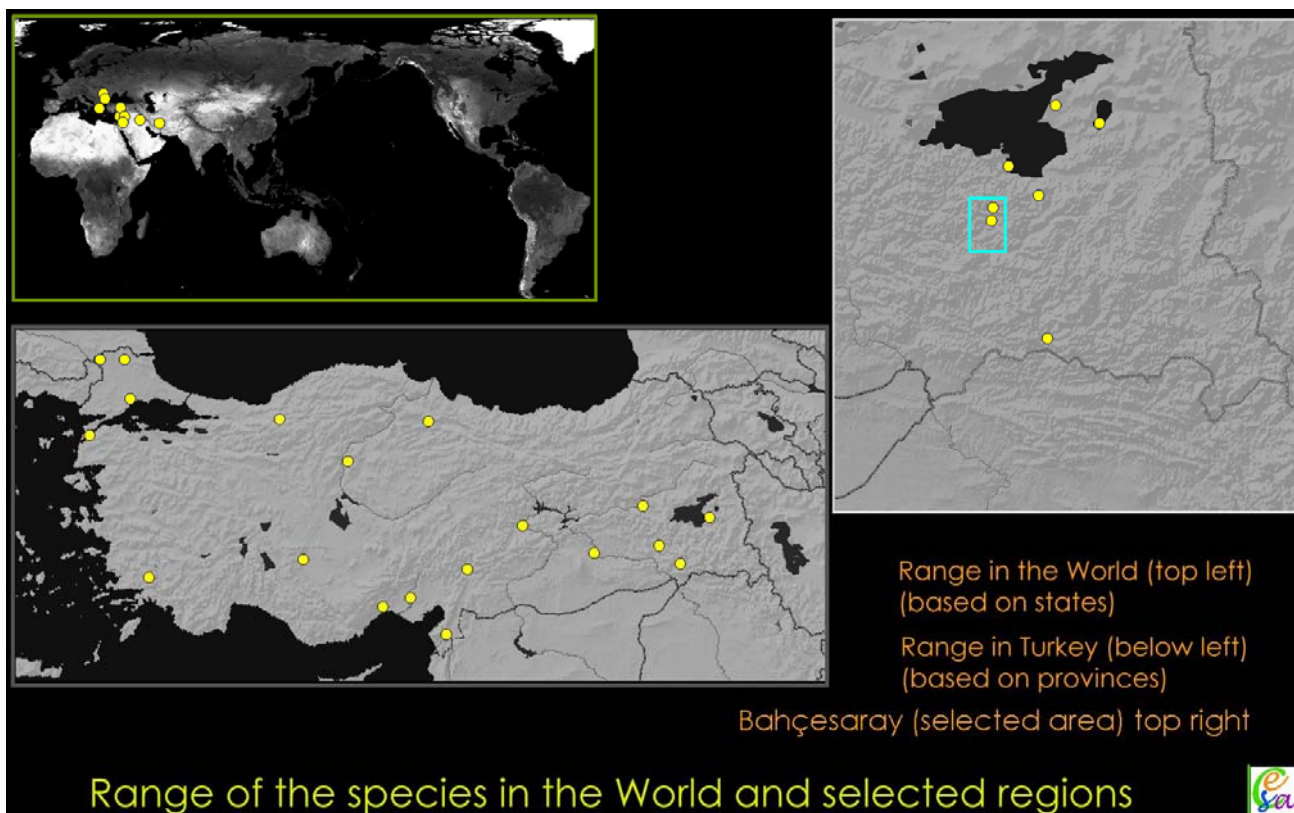 Range in the World (top left)
(based on states)
Range in Turkey (below left)
(based on provinces)
Bahçesaray (selected area) top right
Range of the species in the World and selected regions
Cesa